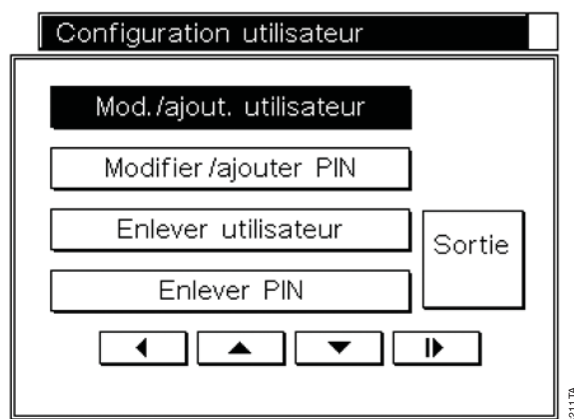 Configuration utilisateur
Mod./ajout. utilisateur
Modifier/ajouter PIN
Enlever utilisateur
Sortie
Enlever PIN